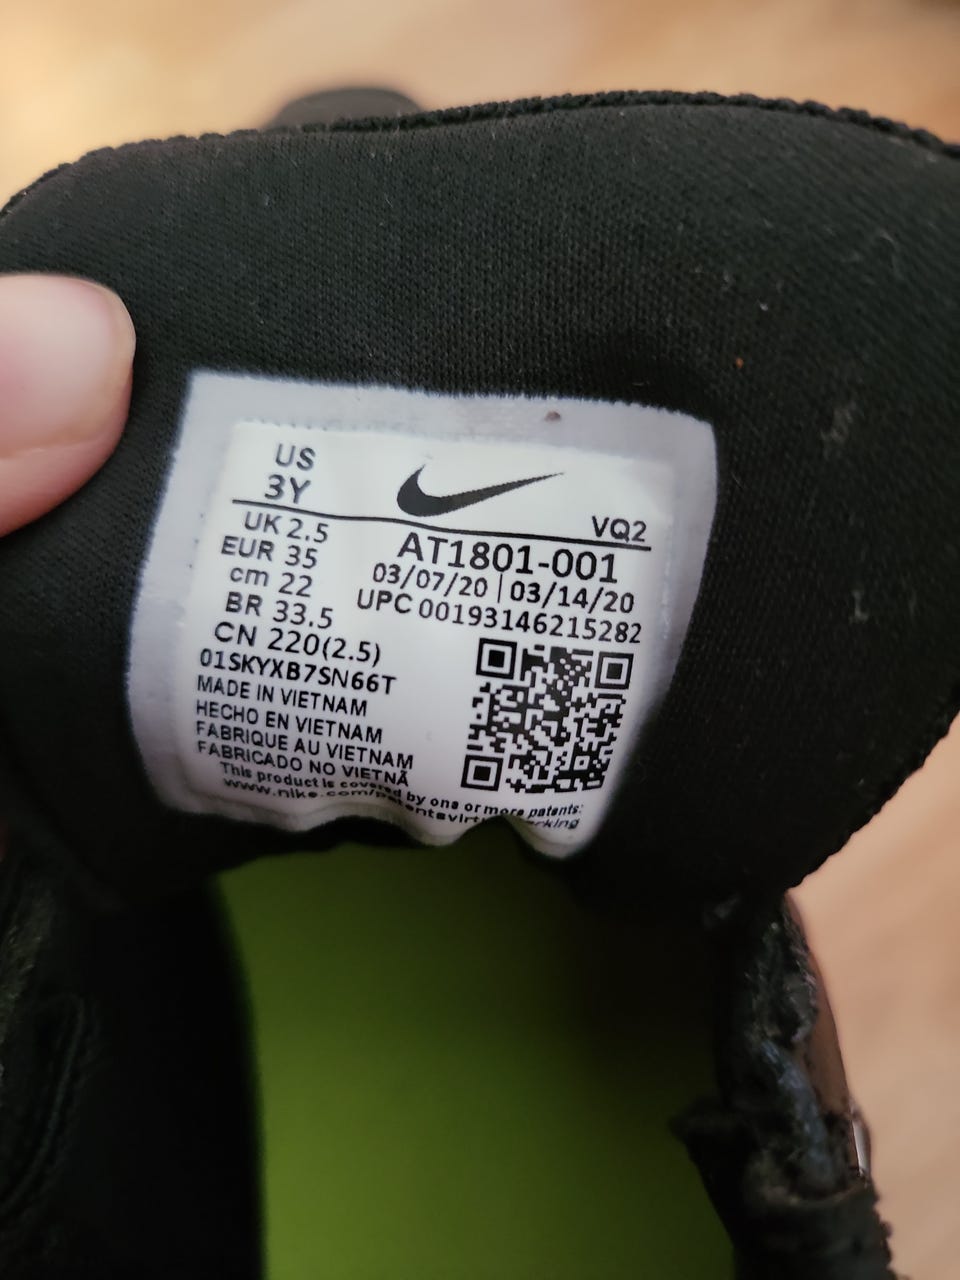 US
3Y
VQ2
UK 2.5
EUR 35
cm 22
BR 33.5
CN 220(2.5)
AT1801-001
03/07/20 | 03/14/20
UPC 00193146215282
01SKYXB7SN66T
MADE IN VIETNAM
HECHO EN VIETNAM
FABRIQUE AU VIETNAM
FABRICADO NO VIETNÃ
This product is covered by one or more patents: